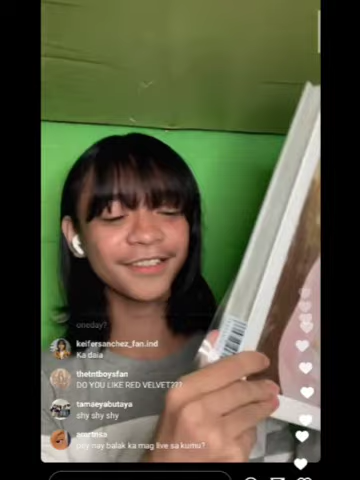 oneday?
keifersanchez_fan.ind
Ka daia
thetntboysfan
DO YOU LIKE RED VELVET???
tamaeyabutaya
shy shy shy
nay balak ka mag live sa kumu?